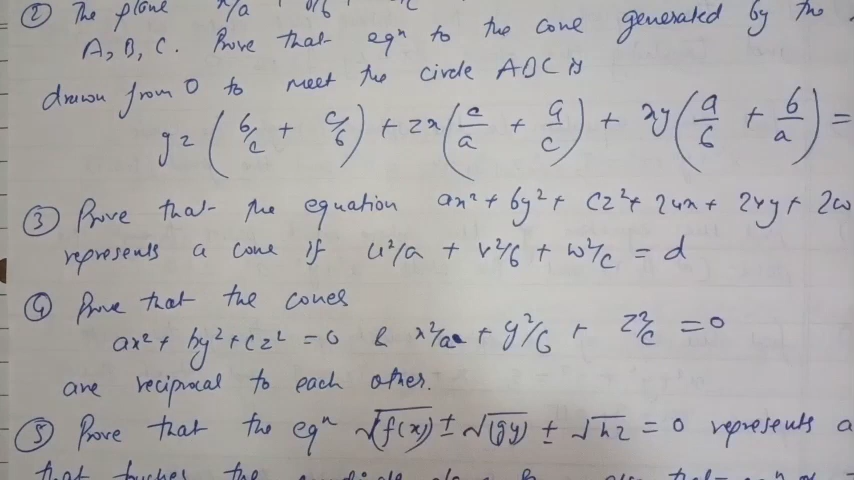 ② The plane x/a + y/b
A, B, C. Prove that eqⁿ to the cone generated by the
drawn from O to meet the circle ABC is
yz ( b/c + c/b ) + zx ( c/a + a/c ) + xy ( a/b + b/a ) =
③ Prove that the equation ax² + by² + cz² + 2ux + 2vy + 2w
represents a cone if u²/a + v²/b + w²/c = d
④ Prove that the cones
ax² + by² + cz² = 0 & x²/a + y²/b + z²/c = 0
are reciprocal to each other.
⑤ Prove that the eqⁿ √(f(x)) ± √(gy) ± √hz = 0 represents a
that touches the